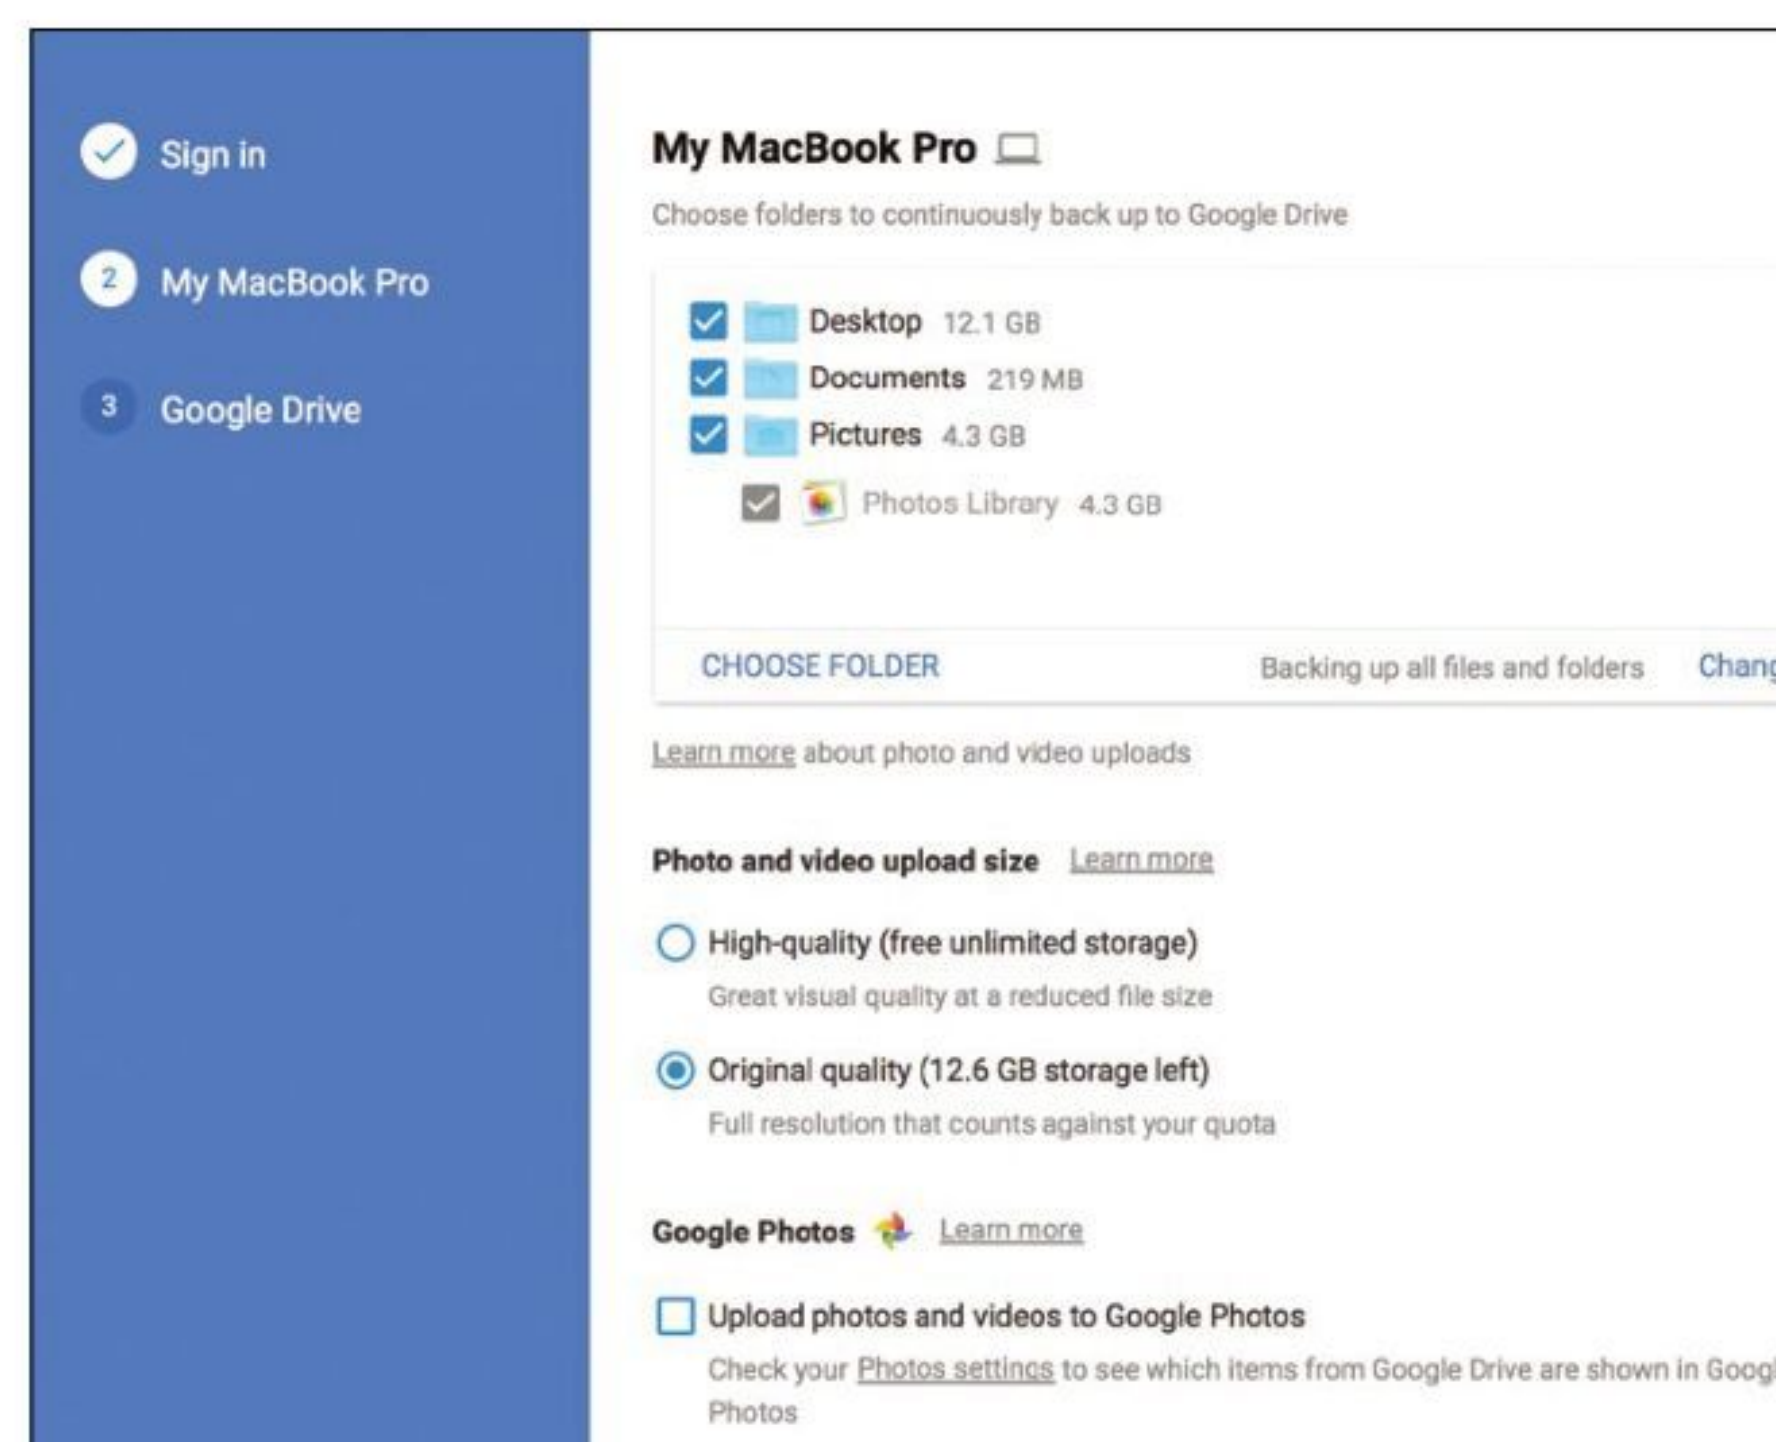 Sign in
2 My MacBook Pro
3 Google Drive
My MacBook Pro
Choose folders to continuously back up to Google Drive
Desktop 12.1 GB
Documents 219 MB
Pictures 4.3 GB
Photos Library 4.3 GB
CHOOSE FOLDER Backing up all files and folders Chang
Learn more about photo and video uploads
Photo and video upload size Learn more
High-quality (free unlimited storage)
Great visual quality at a reduced file size
Original quality (12.6 GB storage left)
Full resolution that counts against your quota
Google Photos Learn more
Upload photos and videos to Google Photos
Check your Photos settings to see which items from Google Drive are shown in Googl
Photos